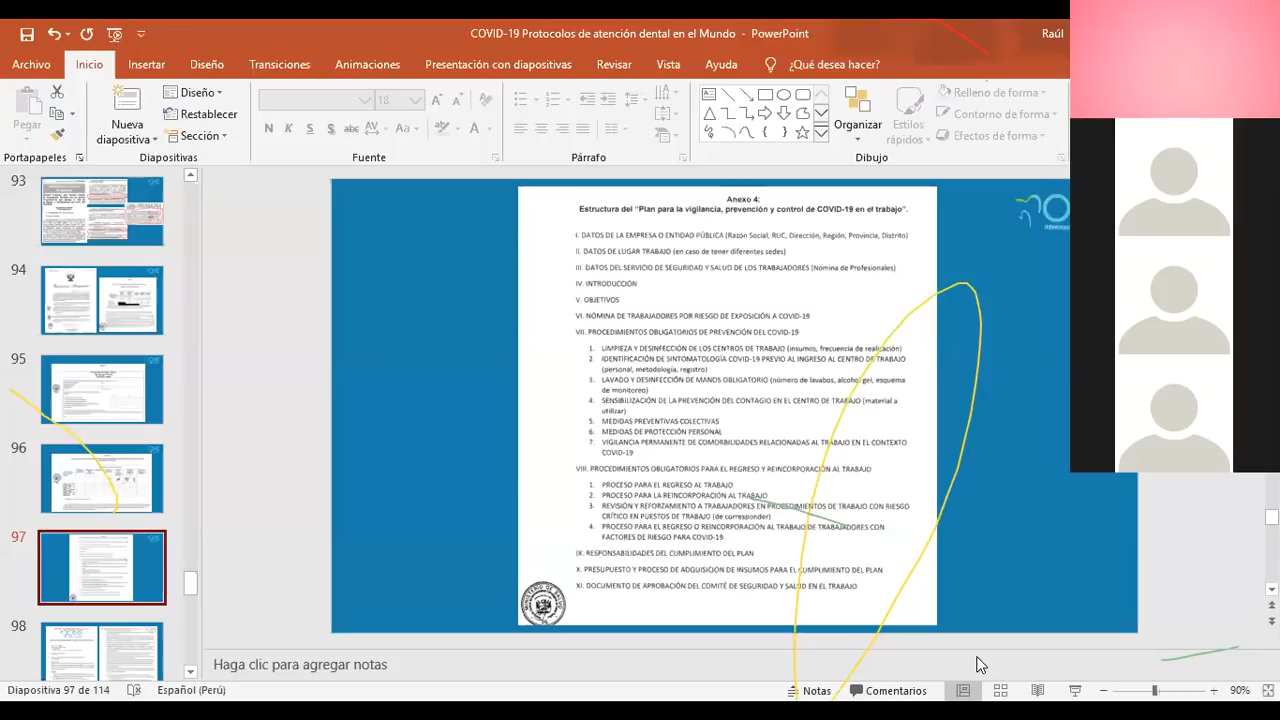 COVID-19 Protocolos de atención dental en el Mundo - PowerPoint
Raúl
Archivo Inicio Insertar Diseño Transiciones Animaciones Presentación con diapositivas Revisar Vista Ayuda ¿Qué desea hacer?
Pegar
Nueva diapositiva
Diseño
Restablecer
Sección
18
N K S abc AV Aa A
Organizar
Estilos rápidos
Relleno de forma
Contorno de forma
Efectos de forma
Portapapeles Diapositivas Fuente Párrafo Dibujo
93
94
95
96
97
98
Anexo 4:
Estructura del "Plan para la vigilancia, prevención y control de COVID-19 en el trabajo".
I. DATOS DE LA EMPRESA O ENTIDAD PÚBLICA (Razón Social, RUC, Dirección, Región, Provincia, Distrito)
II. DATOS DE LUGAR TRABAJO (en caso de tener diferentes sedes)
III. DATOS DEL SERVICIO DE SEGURIDAD Y SALUD DE LOS TRABAJADORES (Nomina de Profesionales)
IV. INTRODUCCIÓN
V. OBJETIVOS
VI. NÓMINA DE TRABAJADORES POR RIESGO DE EXPOSICIÓN A COVID-19
VII. PROCEDIMIENTOS OBLIGATORIOS DE PREVENCIÓN DEL COVID-19
1. LIMPIEZA Y DESINFECCIÓN DE LOS CENTROS DE TRABAJO (insumos, frecuencia de realización)
2. IDENTIFICACIÓN DE SINTOMATOLOGÍA COVID-19 PREVIO AL INGRESO AL CENTRO DE TRABAJO
(personal, metodología, registro)
3. LAVADO Y DESINFECCIÓN DE MANOS OBLIGATORIO (número de lavabos, alcohol gel, esquema
de monitoreo)
4. SENSIBILIZACIÓN DE LA PREVENCIÓN DEL CONTAGIO EN EL CENTRO DE TRABAJO (material a
utilizar)
5. MEDIDAS PREVENTIVAS COLECTIVAS
6. MEDIDAS DE PROTECCIÓN PERSONAL
7. VIGILANCIA PERMANENTE DE COMORBILIDADES RELACIONADAS AL TRABAJO EN EL CONTEXTO
COVID-19
VIII. PROCEDIMIENTOS OBLIGATORIOS PARA EL REGRESO Y REINCORPORACIÓN AL TRABAJO
1. PROCESO PARA EL REGRESO AL TRABAJO
2. PROCESO PARA LA REINCORPORACIÓN AL TRABAJO
3. REVISIÓN Y REFORZAMIENTO A TRABAJADORES EN PROCEDIMIENTOS DE TRABAJO CON RIESGO
CRÍTICO EN PUESTOS DE TRABAJO (de corresponder)
4. PROCESO PARA EL REGRESO O REINCORPORACIÓN AL TRABAJO DE TRABAJADORES CON
FACTORES DE RIESGO PARA COVID-19
IX. RESPONSABILIDADES DEL CUMPLIMIENTO DEL PLAN
X. PRESUPUESTO Y PROCESO DE ADQUISICIÓN DE INSUMOS PARA EL CUMPLIMIENTO DEL PLAN
XI. DOCUMENTO DE APROBACIÓN DEL COMITÉ DE SEGURIDAD Y SALUD EN EL TRABAJO
Haga clic para agregar notas
Diapositiva 97 de 114 Español (Perú) Notas Comentarios 90%